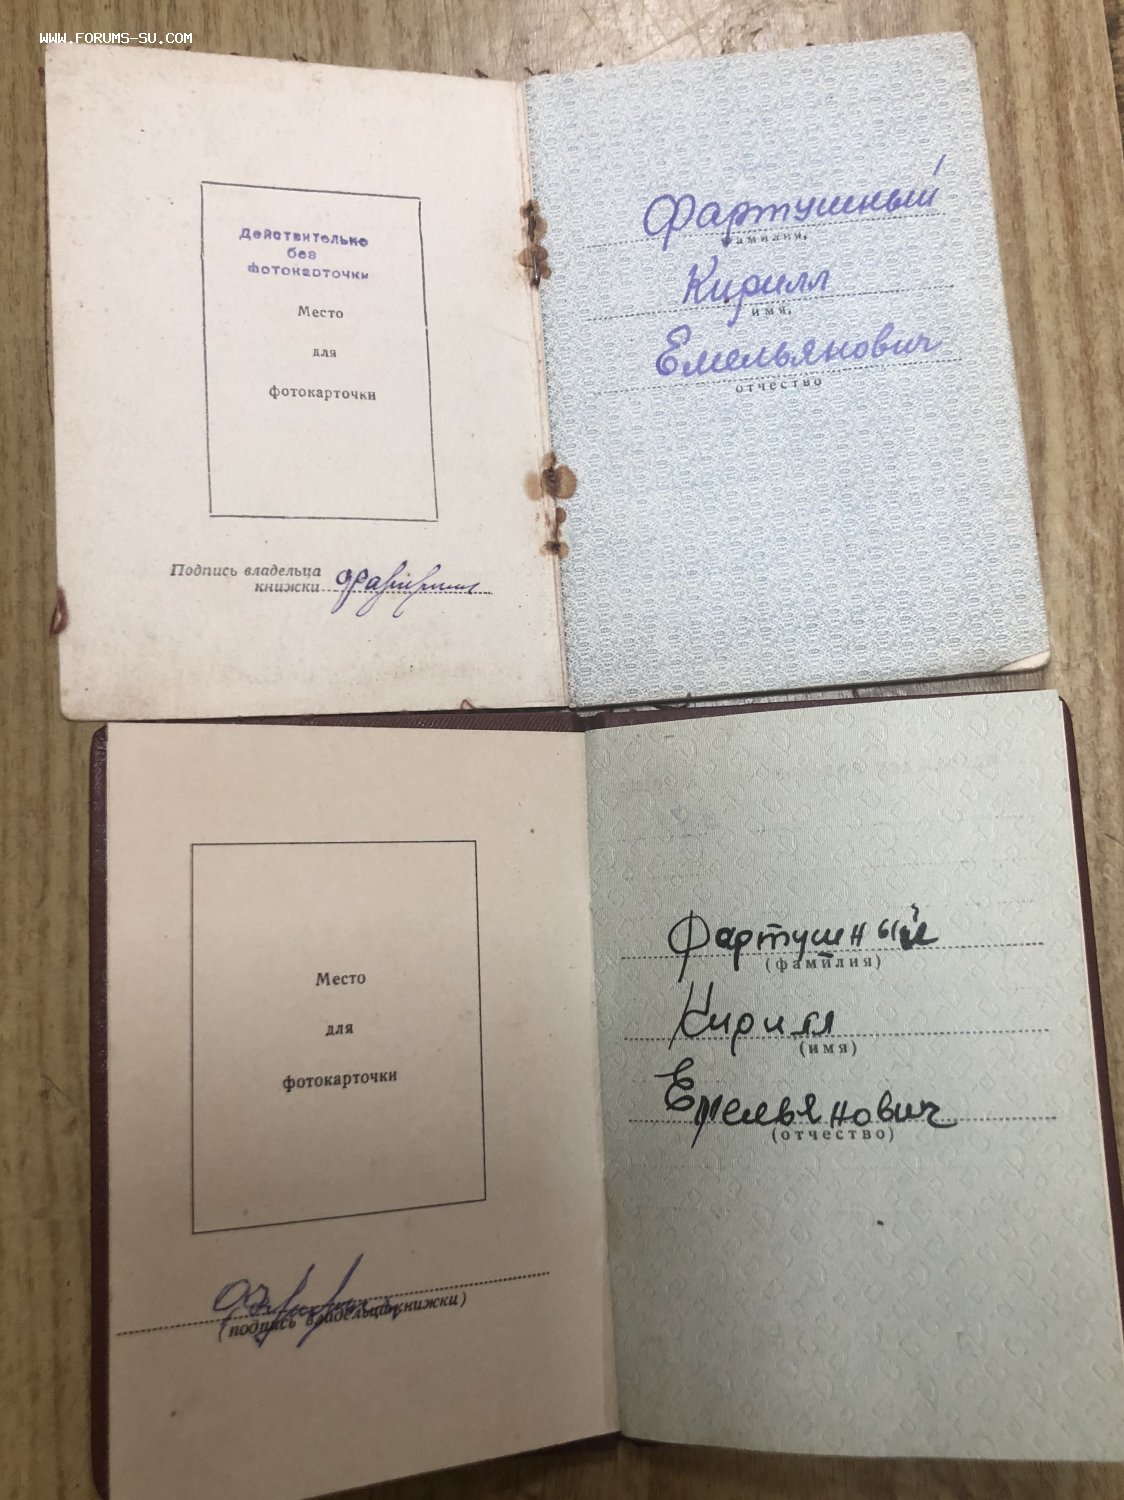 WWW.FORUMS-SU.COM
Действительно
без
фотокарточки
Место
для
фотокарточки
Подпись владельца
книжки
Фартушный
фамилия,
Кирилл
имя,
Емельянович
отчество
Место
для
фотокарточки
(подпись владельца книжки)
Фартушный
(фамилия)
Кирилл
(имя)
Емельянович
(отчество)